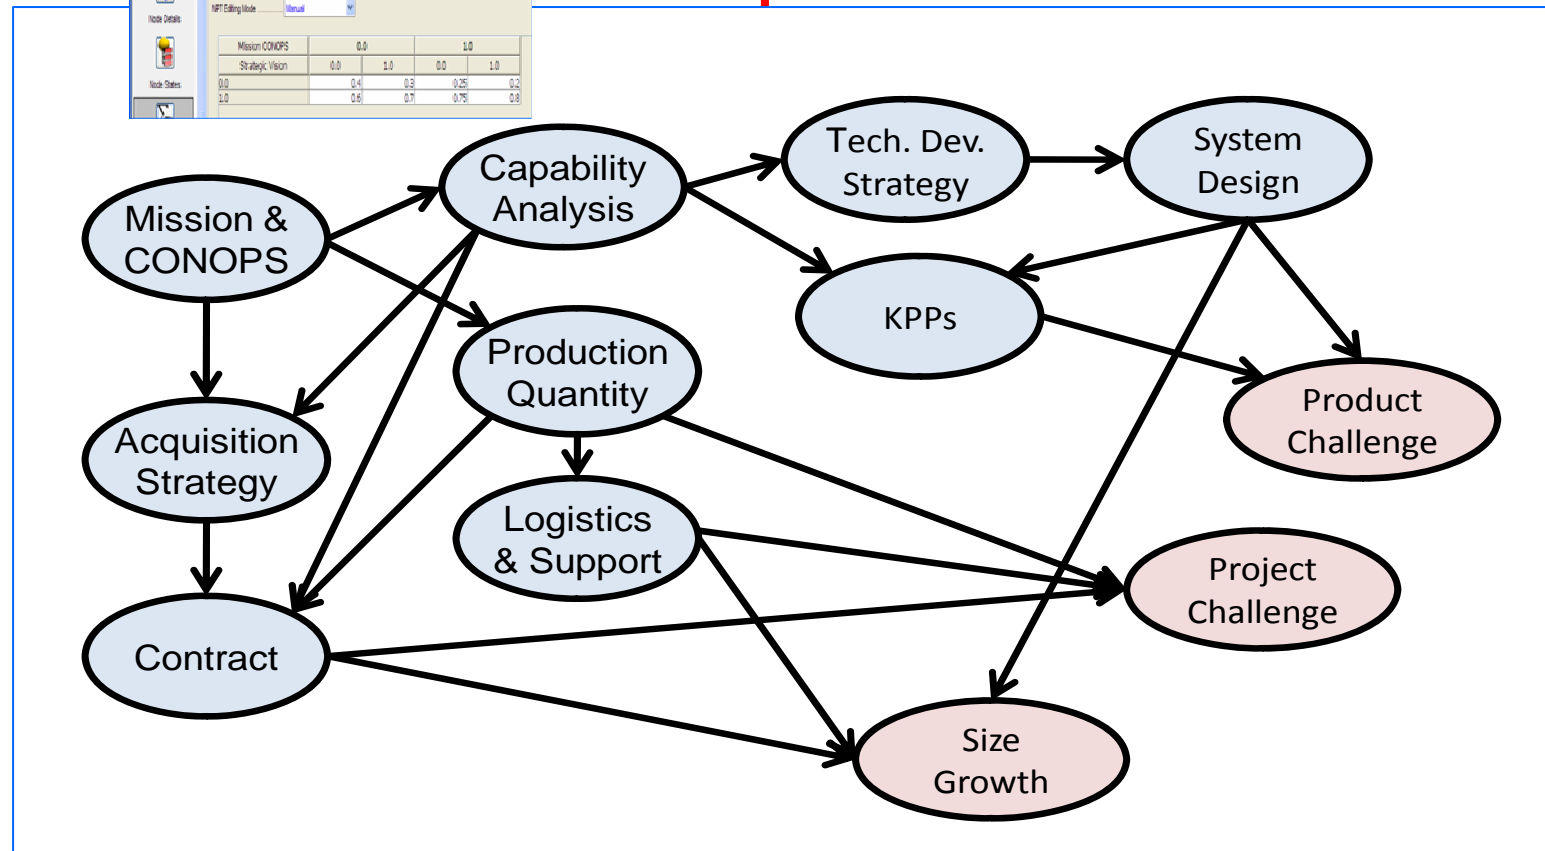 Node Details
NPT Editing Mode Manual
Node States
Mission CONOPS 0.0 1.0
Strategic Vision 0.0 1.0 0.0 1.0
0.0 0.4 0.3 0.25 0.2
1.0 0.6 0.7 0.75 0.8
Mission &
CONOPS
Capability
Analysis
Tech. Dev.
Strategy
System
Design
KPPs
Production
Quantity
Product
Challenge
Acquisition
Strategy
Logistics
& Support
Project
Challenge
Contract
Size
Growth